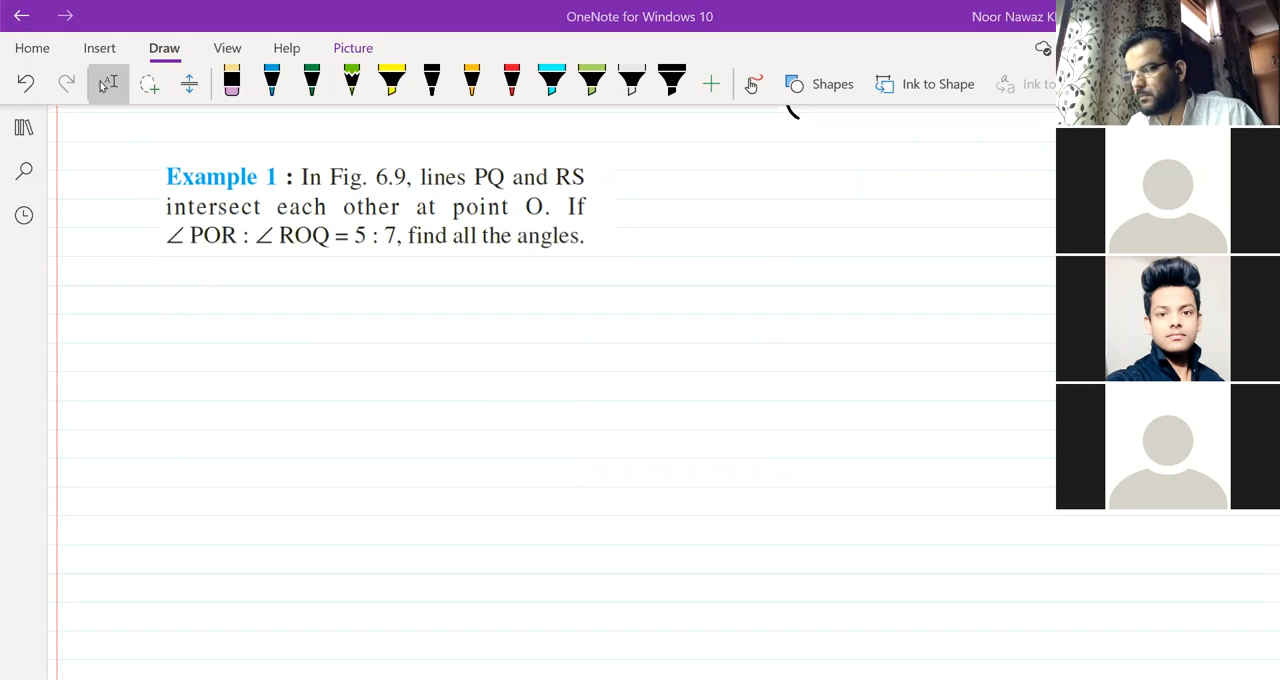 OneNote for Windows 10
Noor Nawaz K
Home Insert Draw View Help Picture
Shapes Ink to Shape Ink to
Example 1 : In Fig. 6.9, lines PQ and RS
intersect each other at point O. If
∠ POR : ∠ ROQ = 5 : 7, find all the angles.